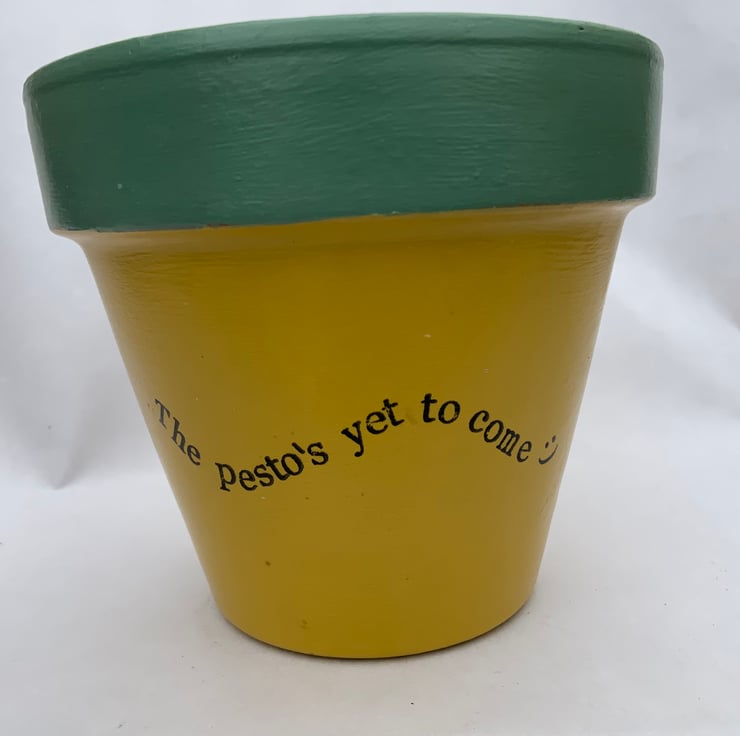 The Pesto's yet to come :)